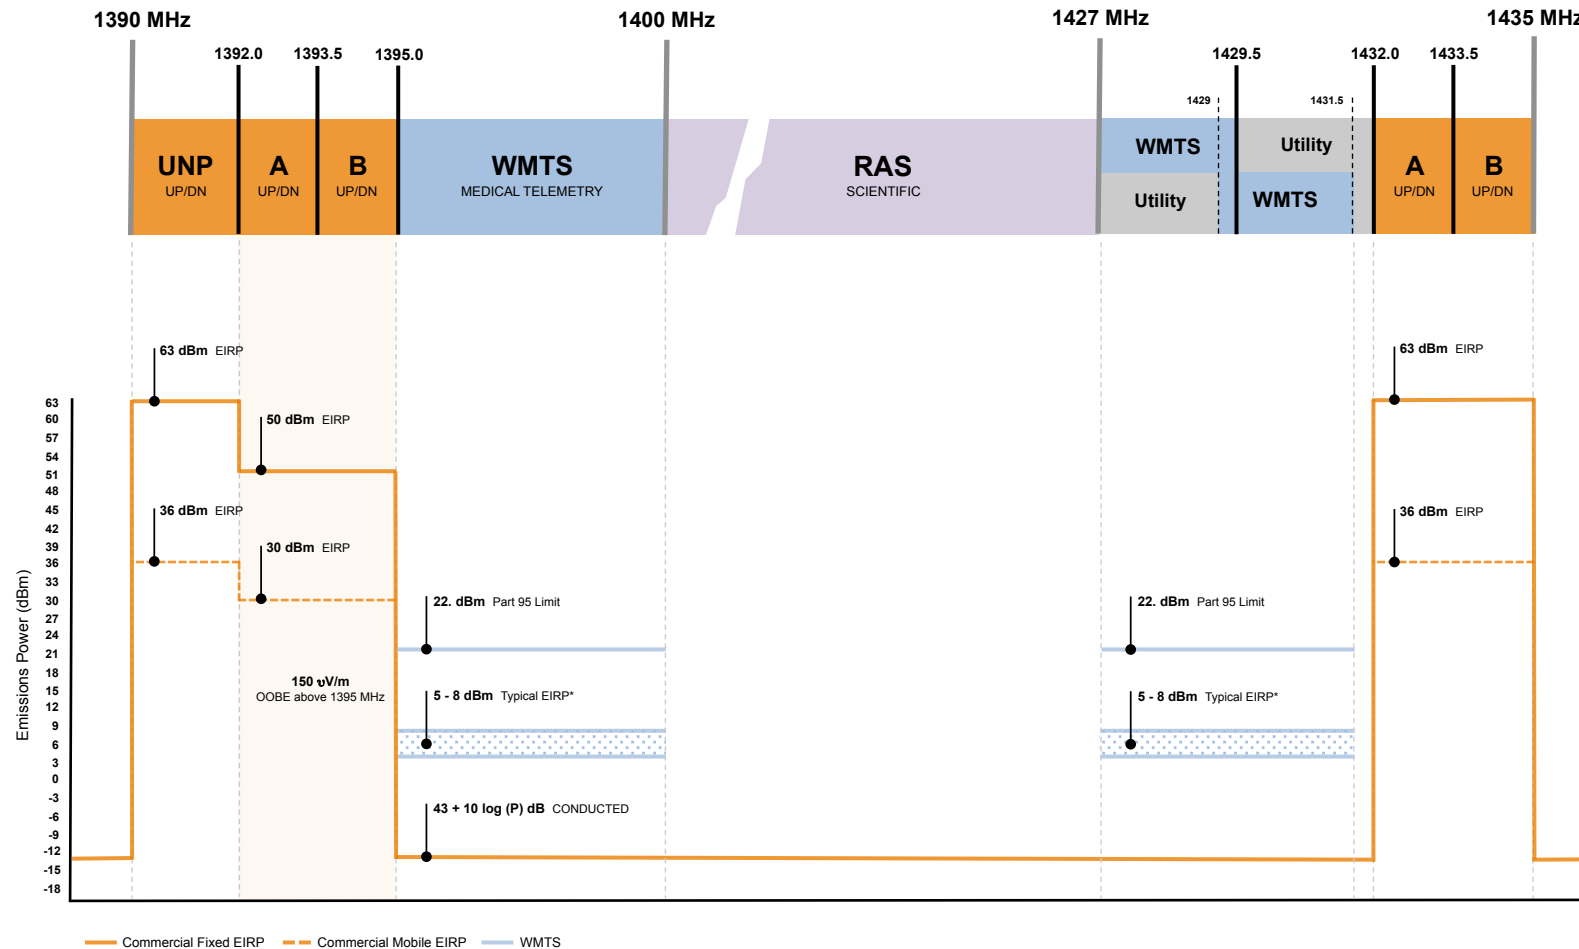 1390 MHz
1400 MHz
1427 MHz
1435 MHz
1392.0
1393.5
1395.0
1429.5
1432.0
1433.5
1429
1431.5
UNP
UP/DN
A
UP/DN
B
UP/DN
WMTS
MEDICAL TELEMETRY
RAS
SCIENTIFIC
WMTS
Utility
Utility
WMTS
A
UP/DN
B
UP/DN
63 dBm EIRP
50 dBm EIRP
36 dBm EIRP
30 dBm EIRP
150 υV/m
OOBE above 1395 MHz
22. dBm Part 95 Limit
5 - 8 dBm Typical EIRP*
43 + 10 log (P) dB CONDUCTED
22. dBm Part 95 Limit
5 - 8 dBm Typical EIRP*
63 dBm EIRP
36 dBm EIRP
Emissions Power (dBm)
63
60
57
54
51
48
45
42
39
36
33
30
27
24
21
18
15
12
9
6
3
0
-3
-6
-9
-12
-15
-18
Commercial Fixed EIRP
Commercial Mobile EIRP
WMTS